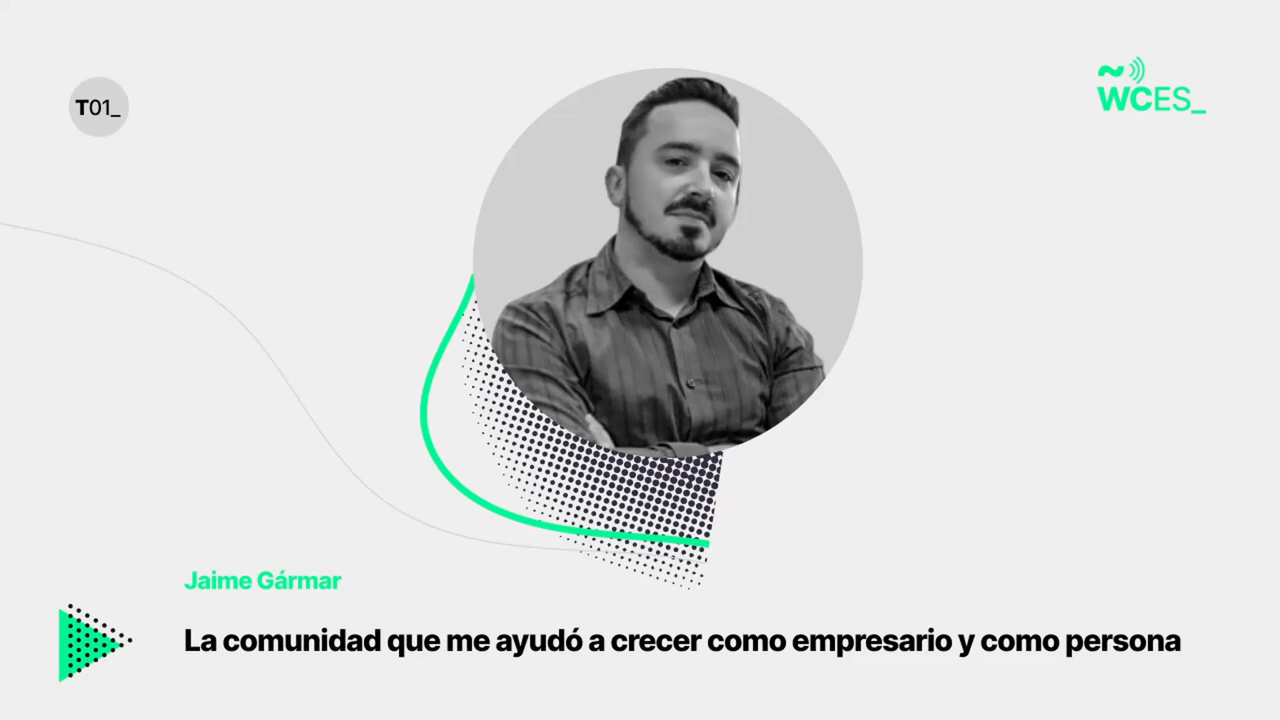 T01_
WCES_
Jaime Gármar
La comunidad que me ayudó a crecer como empresario y como persona